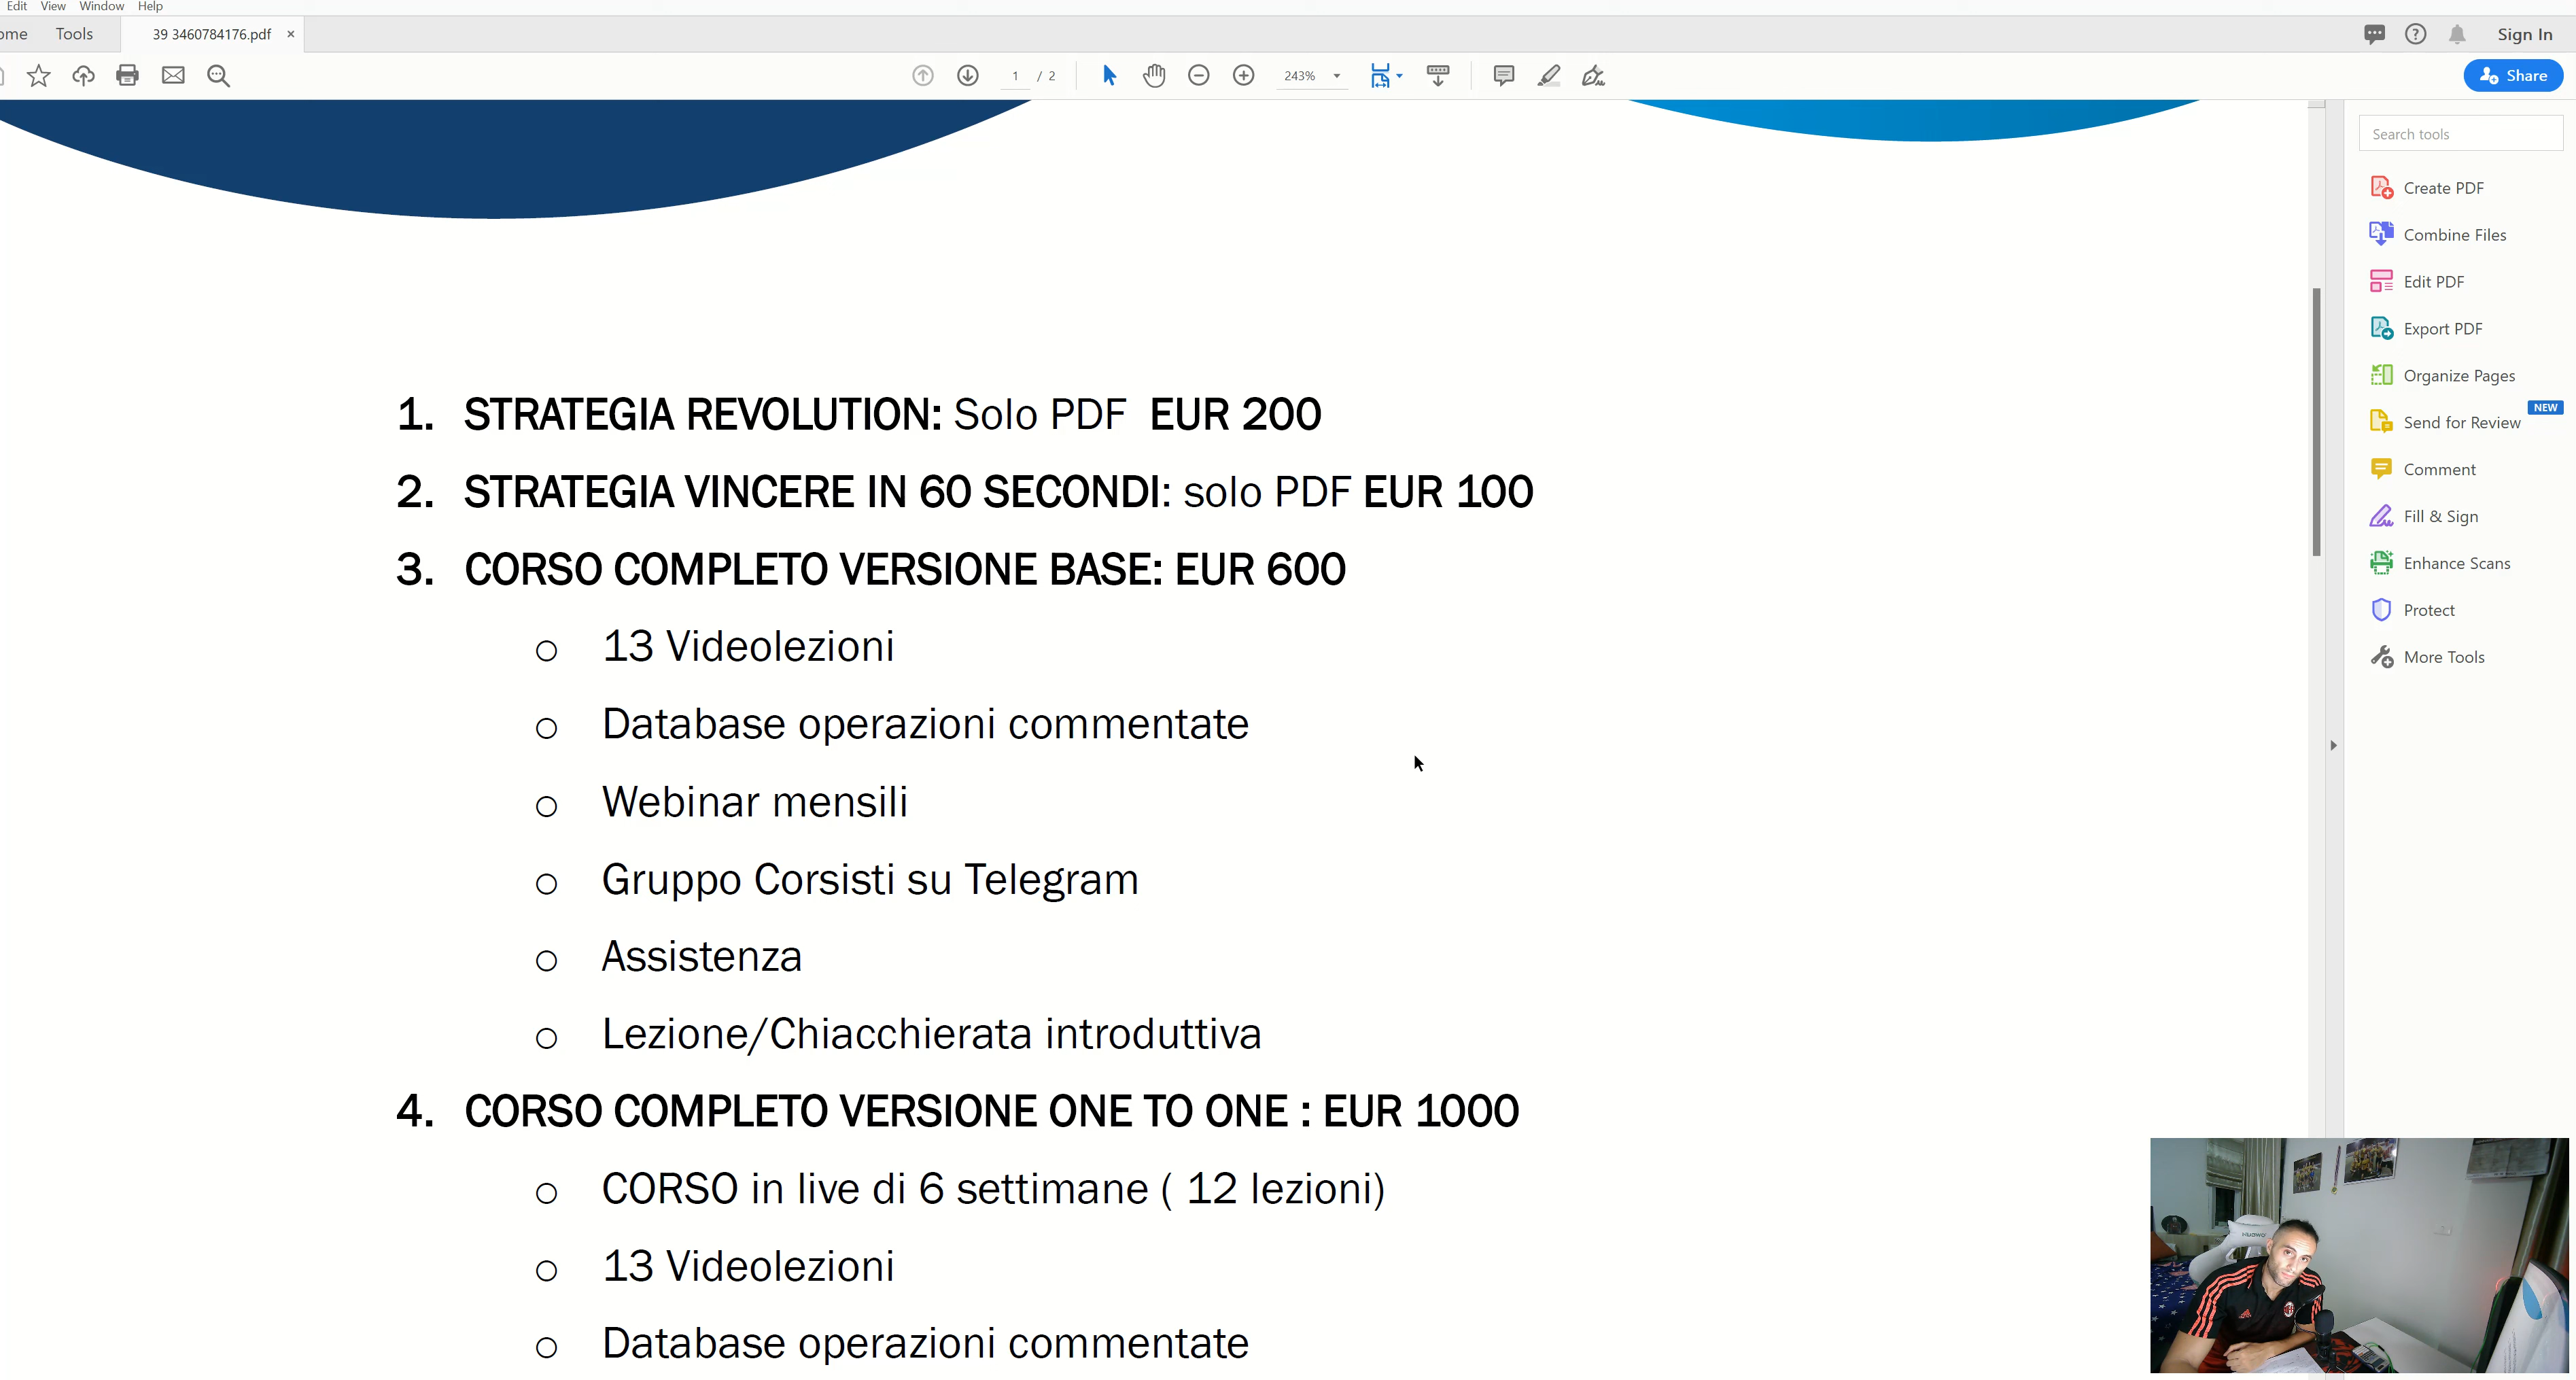 Edit View Window Help
ome Tools 39 3460784176.pdf × Sign In
1 / 2 243% Share
Search tools
Create PDF
Combine Files
Edit PDF
Export PDF
Organize Pages
NEW
Send for Review
Comment
Fill & Sign
Enhance Scans
Protect
More Tools
1. STRATEGIA REVOLUTION: Solo PDF EUR 200
2. STRATEGIA VINCERE IN 60 SECONDI: solo PDF EUR 100
3. CORSO COMPLETO VERSIONE BASE: EUR 600
○ 13 Videolezioni
○ Database operazioni commentate
○ Webinar mensili
○ Gruppo Corsisti su Telegram
○ Assistenza
○ Lezione/Chiacchierata introduttiva
4. CORSO COMPLETO VERSIONE ONE TO ONE : EUR 1000
○ CORSO in live di 6 settimane ( 12 lezioni)
○ 13 Videolezioni
○ Database operazioni commentate